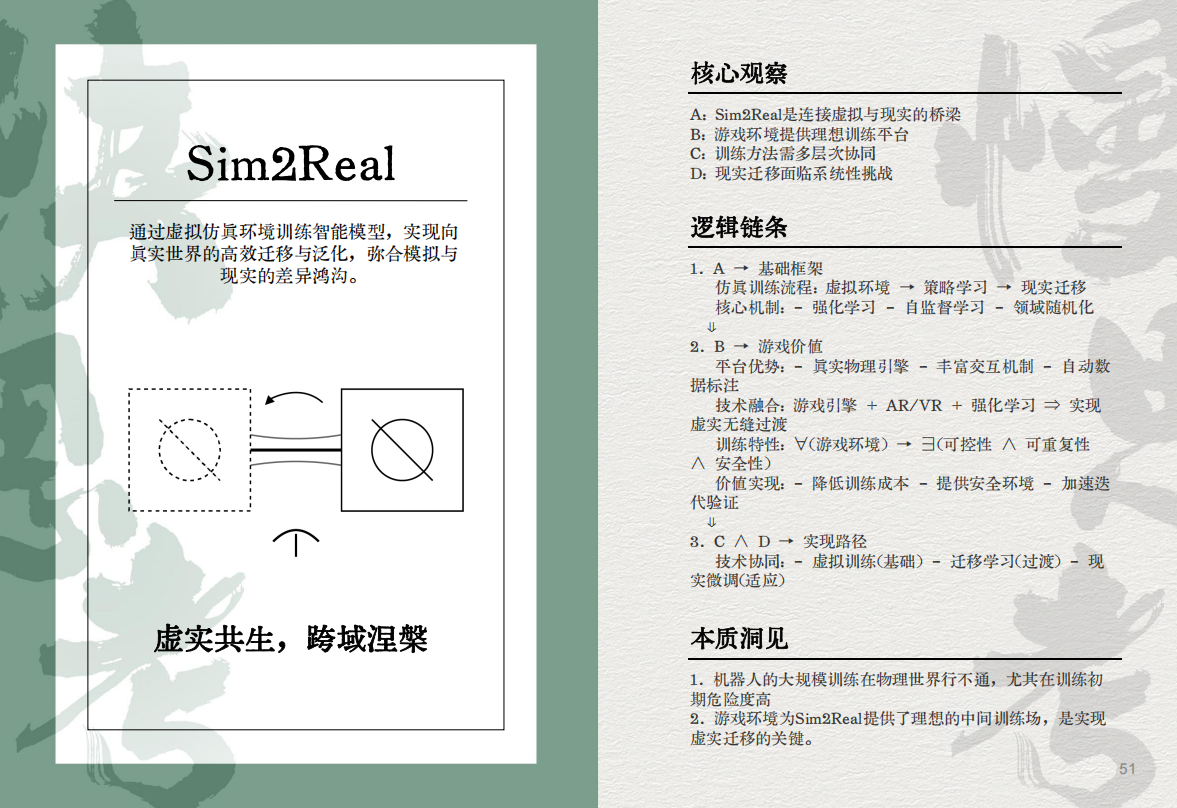 Sim2Real
通过虚拟仿真环境训练智能模型，实现向
真实世界的高效迁移与泛化，弥合模拟与
现实的差异鸿沟。
虚实共生，跨域涅槃
核心观察
A：Sim2Real是连接虚拟与现实的桥梁
B：游戏环境提供理想训练平台
C：训练方法需多层次协同
D：现实迁移面临系统性挑战
逻辑链条
1. A → 基础框架
仿真训练流程：虚拟环境 → 策略学习 → 现实迁移
核心机制：- 强化学习 - 自监督学习 - 领域随机化
⇓
2. B → 游戏价值
平台优势：- 真实物理引擎 - 丰富交互机制 - 自动数
据标注
技术融合：游戏引擎 + AR/VR + 强化学习 ⇒ 实现
虚实无缝过渡
训练特性：∀(游戏环境) → ∃(可控性 ∧ 可重复性
∧ 安全性)
价值实现：- 降低训练成本 - 提供安全环境 - 加速迭
代验证
⇓
3. C ∧ D → 实现路径
技术协同：- 虚拟训练(基础) - 迁移学习(过渡) - 现
实微调(适应)
本质洞见
1. 机器人的大规模训练在物理世界行不通，尤其在训练初
期危险度高
2. 游戏环境为Sim2Real提供了理想的中间训练场，是实现
虚实迁移的关键。
51